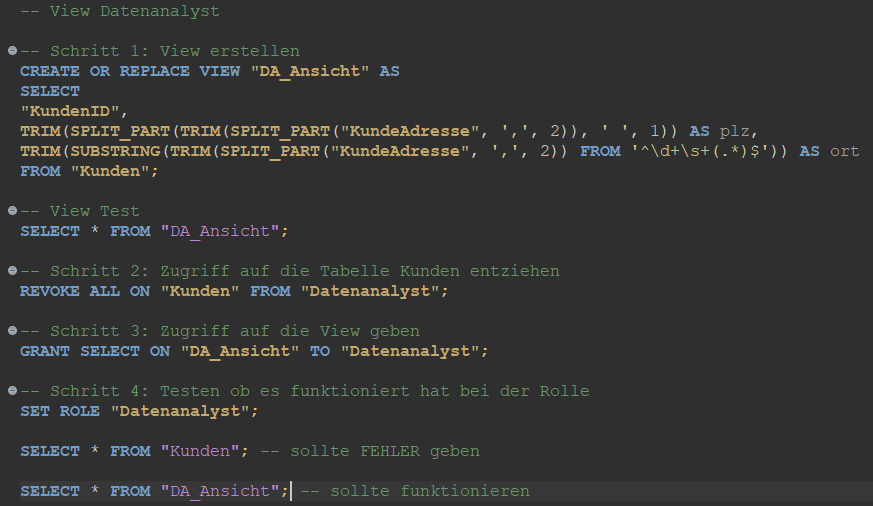 -- View Datenanalyst
-- Schritt 1: View erstellen
CREATE OR REPLACE VIEW "DA_Ansicht" AS
SELECT
"KundenID",
TRIM(SPLIT_PART(TRIM(SPLIT_PART("KundeAdresse", ',', 2)), ' ', 1)) AS plz,
TRIM(SUBSTRING(TRIM(SPLIT_PART("KundeAdresse", ',', 2)) FROM '^\d+\s+(.*)$')) AS ort
FROM "Kunden";
-- View Test
SELECT * FROM "DA_Ansicht";
-- Schritt 2: Zugriff auf die Tabelle Kunden entziehen
REVOKE ALL ON "Kunden" FROM "Datenanalyst";
-- Schritt 3: Zugriff auf die View geben
GRANT SELECT ON "DA_Ansicht" TO "Datenanalyst";
-- Schritt 4: Testen ob es funktioniert hat bei der Rolle
SET ROLE "Datenanalyst";
SELECT * FROM "Kunden"; -- sollte FEHLER geben
SELECT * FROM "DA_Ansicht"; -- sollte funktionieren